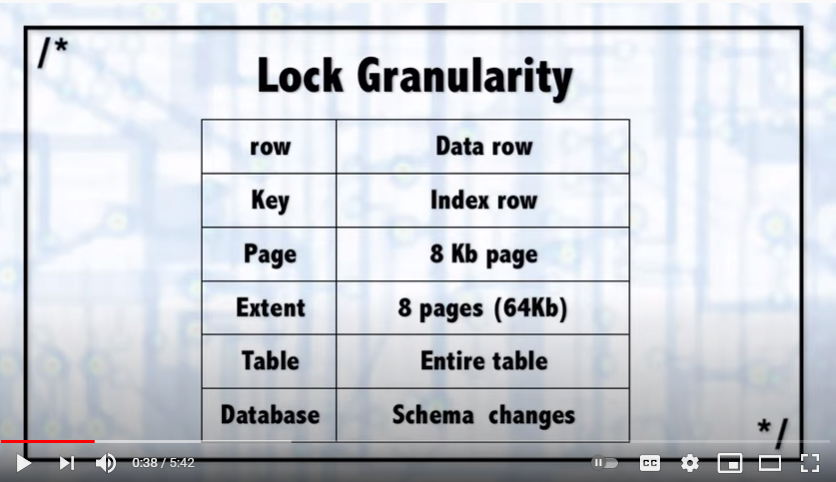 /*
Lock Granularity
row Data row
Key Index row
Page 8 Kb page
Extent 8 pages (64Kb)
Table Entire table
Database Schema changes
*/
0:38 / 5:42
CC